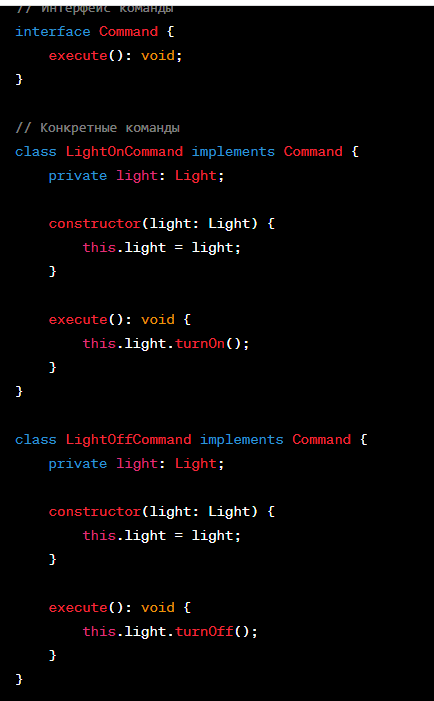 // Интерфейс команды
interface Command {
    execute(): void;
}
// Конкретные команды
class LightOnCommand implements Command {
    private light: Light;
    constructor(light: Light) {
        this.light = light;
    }
    execute(): void {
        this.light.turnOn();
    }
}
class LightOffCommand implements Command {
    private light: Light;
    constructor(light: Light) {
        this.light = light;
    }
    execute(): void {
        this.light.turnOff();
    }
}